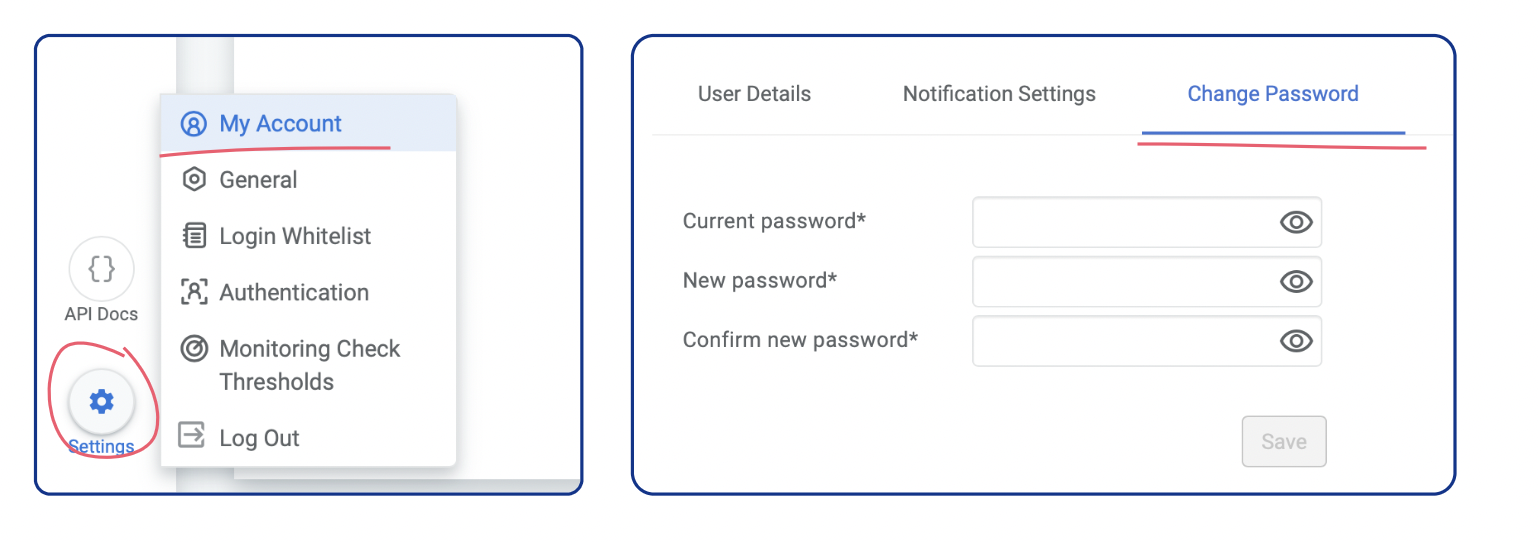 My Account
General
Login Whitelist
Authentication
Monitoring Check
Thresholds
Log Out
{}
API Docs
Settings
User Details
Notification Settings
Change Password
Current password*
New password*
Confirm new password*
Save